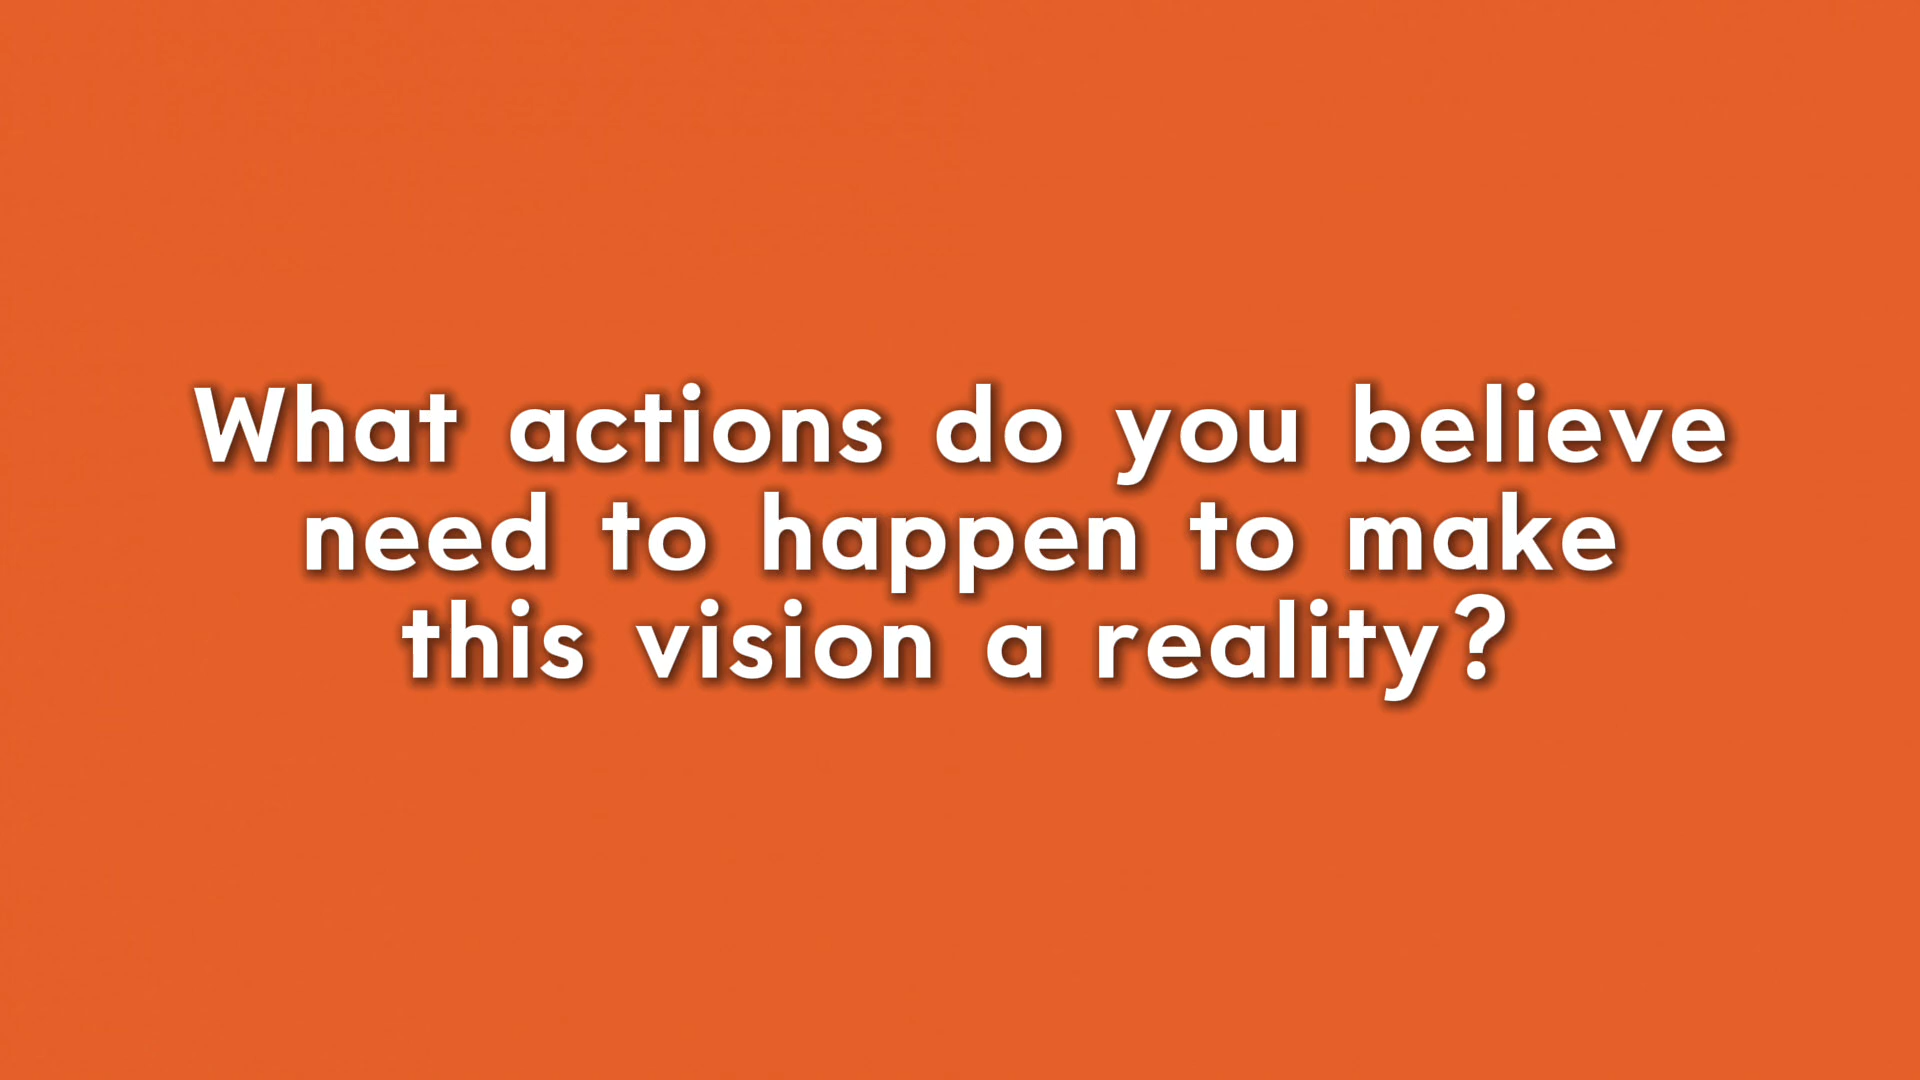 What actions do you believe
need to happen to make
this vision a reality?